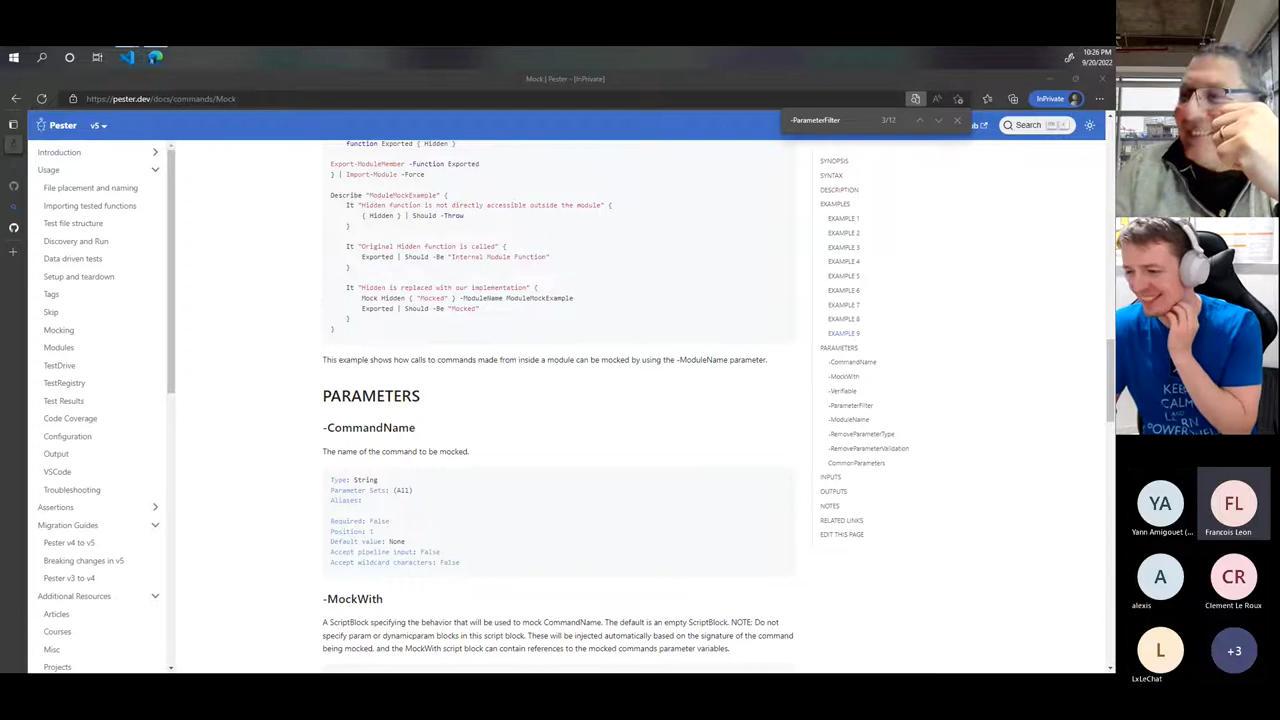 10:26 PM
9/20/2022
Mock | Pester - [InPrivate]
https://pester.dev/docs/commands/Mock
InPrivate
-ParameterFilter
3/12
Pester
v5
Search
Introduction
Usage
File placement and naming
Importing tested functions
Test file structure
Discovery and Run
Data driven tests
Setup and teardown
Tags
Skip
Mocking
Modules
TestDrive
TestRegistry
Test Results
Code Coverage
Configuration
Output
VSCode
Troubleshooting
Assertions
Migration Guides
Pester v4 to v5
Breaking changes in v5
Pester v3 to v4
Additional Resources
Articles
Courses
Misc
Projects
function Exported { Hidden }
Export-ModuleMember -Function Exported
} | Import-Module -Force
Describe "ModuleMockExample" {
It "Hidden function is not directly accessible outside the module" {
{ Hidden } | Should -Throw
}
It "Original Hidden function is called" {
Exported | Should -Be "Internal Module Function"
}
It "Hidden is replaced with our implementation" {
Mock Hidden { "Mocked" } -ModuleName ModuleMockExample
Exported | Should -Be "Mocked"
}
}
This example shows how calls to commands made from inside a module can be mocked by using the -ModuleName parameter.
PARAMETERS
-CommandName
The name of the command to be mocked.
Type: String
Parameter Sets: (All)
Aliases:
Required: False
Position: 1
Default value: None
Accept pipeline input: False
Accept wildcard characters: False
-MockWith
A ScriptBlock specifying the behavior that will be used to mock CommandName. The default is an empty ScriptBlock. NOTE: Do not
specify param or dynamicparam blocks in this script block. These will be injected automatically based on the signature of the command
being mocked, and the MockWith script block can contain references to the mocked commands parameter variables.
SYNOPSIS
SYNTAX
DESCRIPTION
EXAMPLES
EXAMPLE 1
EXAMPLE 2
EXAMPLE 3
EXAMPLE 4
EXAMPLE 5
EXAMPLE 6
EXAMPLE 7
EXAMPLE 8
EXAMPLE 9
PARAMETERS
-CommandName
-MockWith
-Verifiable
-ParameterFilter
-ModuleName
-RemoveParameterType
-RemoveParameterValidation
CommonParameters
INPUTS
OUTPUTS
NOTES
RELATED LINKS
EDIT THIS PAGE
KEEP
CALM
YA
Yann Amigouet (...
FL
Francois Leon
A
alexis
CR
Clement Le Roux
L
LxLeChat
+3